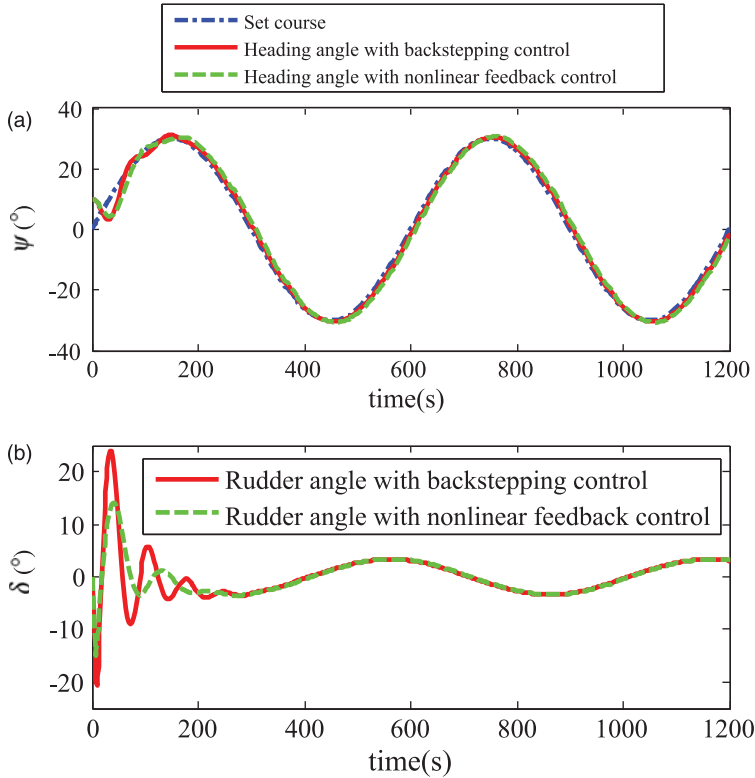 Set course
Heading angle with backstepping control
Heading angle with nonlinear feedback control
(a)
40
20
0
-20
-40
ψ (°)
0 200 400 600 800 1000 1200
time(s)
(b)
Rudder angle with backstepping control
Rudder angle with nonlinear feedback control
20
10
0
-10
-20
δ (°)
0 200 400 600 800 1000 1200
time(s)